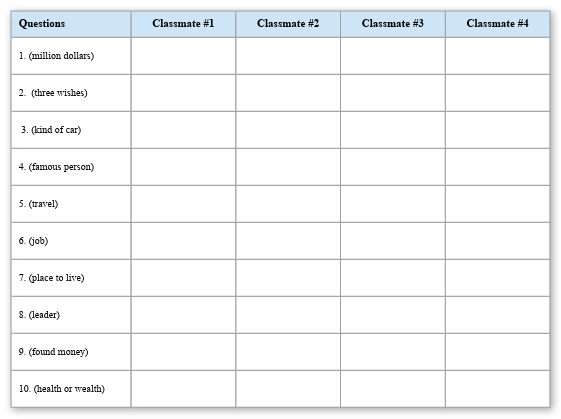 Questions Classmate #1 Classmate #2 Classmate #3 Classmate #4
1. (million dollars)
2. (three wishes)
3. (kind of car)
4. (famous person)
5. (travel)
6. (job)
7. (place to live)
8. (leader)
9. (found money)
10. (health or wealth)